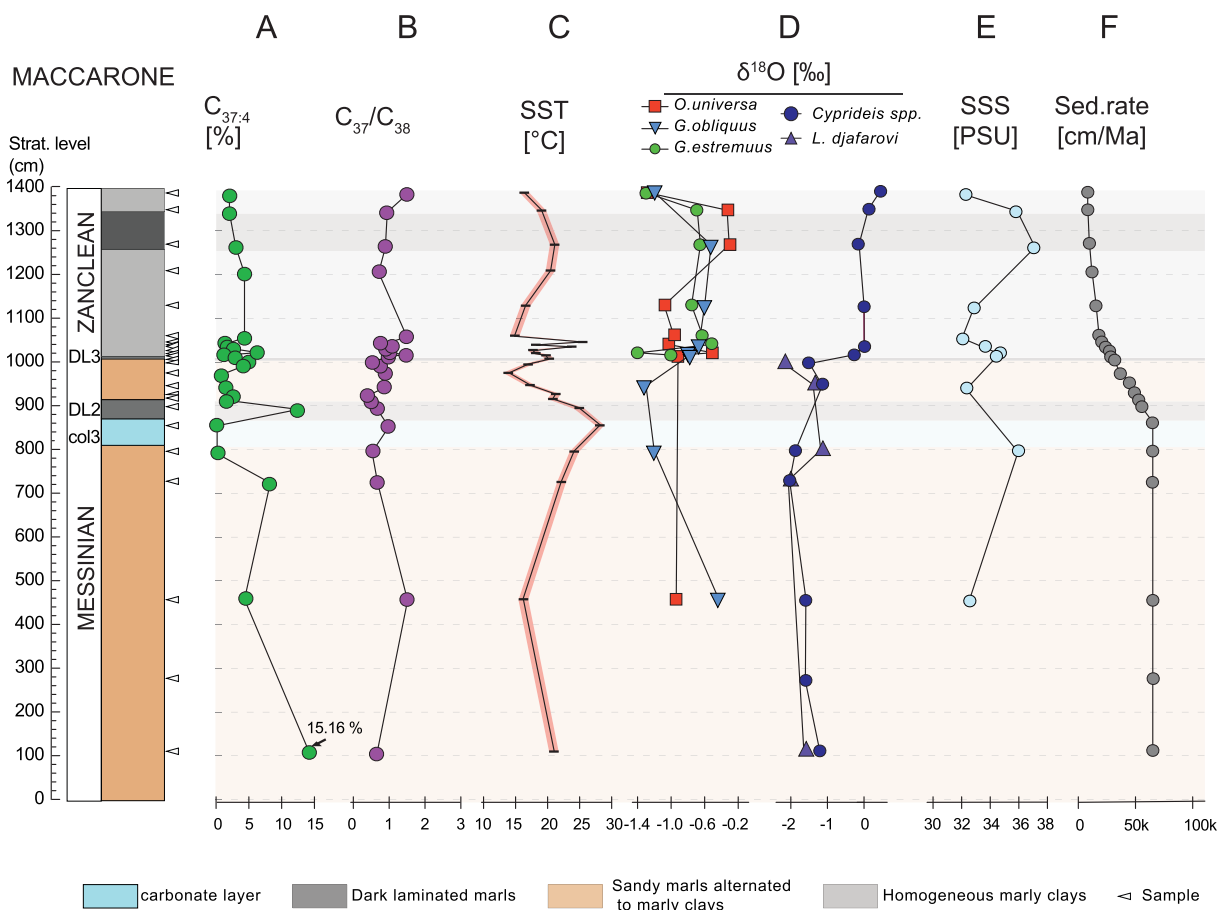 A B C D E F
MACCARONE
δ¹⁸O [‰]
C₃₇:₄
[%]
C₃₇/C₃₈
SST
[°C]
O.universa
G.obliquus
G.estremuus
Cyprideis spp.
L. djafarovi
SSS
[PSU]
Sed.rate
[cm/Ma]
Strat. level
(cm)
1400
1300
1200
1100
1000
900
800
700
600
500
400
300
200
100
0
ZANCLEAN
DL3
DL2
col3
MESSINIAN
15.16 %
0 5 10 15
0 1 2 3
10 15 20 25 30
-1.4 -1.0 -0.6 -0.2
-2 -1 0
30 32 34 36 38
0 50k 100k
carbonate layer
Dark laminated marls
Sandy marls alternated
to marly clays
Homogeneous marly clays
Sample